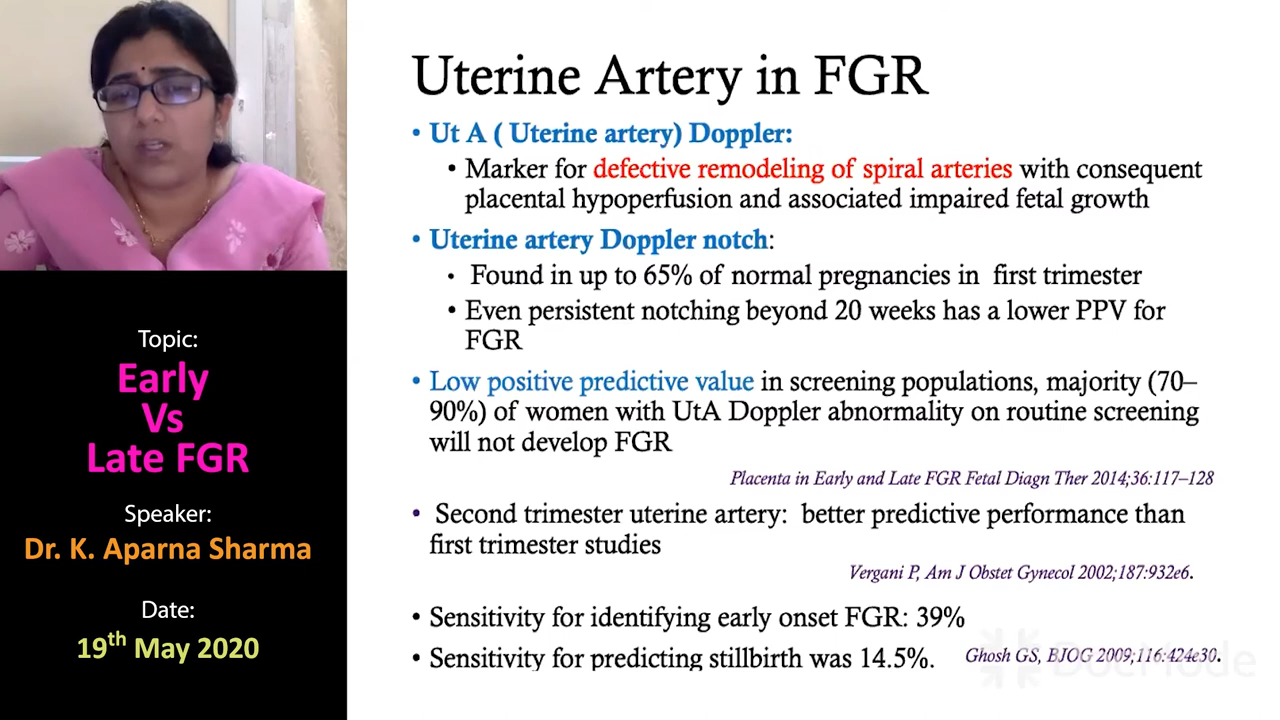 Uterine Artery in FGR
• Ut A ( Uterine artery) Doppler:
• Marker for defective remodeling of spiral arteries with consequent
placental hypoperfusion and associated impaired fetal growth
• Uterine artery Doppler notch:
• Found in up to 65% of normal pregnancies in first trimester
• Even persistent notching beyond 20 weeks has a lower PPV for
FGR
• Low positive predictive value in screening populations, majority (70–
90%) of women with UtA Doppler abnormality on routine screening
will not develop FGR
Placenta in Early and Late FGR Fetal Diagn Ther 2014;36:117–128
• Second trimester uterine artery: better predictive performance than
first trimester studies
Vergani P, Am J Obstet Gynecol 2002;187:932e6.
• Sensitivity for identifying early onset FGR: 39%
• Sensitivity for predicting stillbirth was 14.5%.
Ghosh GS, BJOG 2009;116:424e30.
Topic:
Early
Vs
Late FGR
Speaker:
Dr. K. Aparna Sharma
Date:
19th May 2020